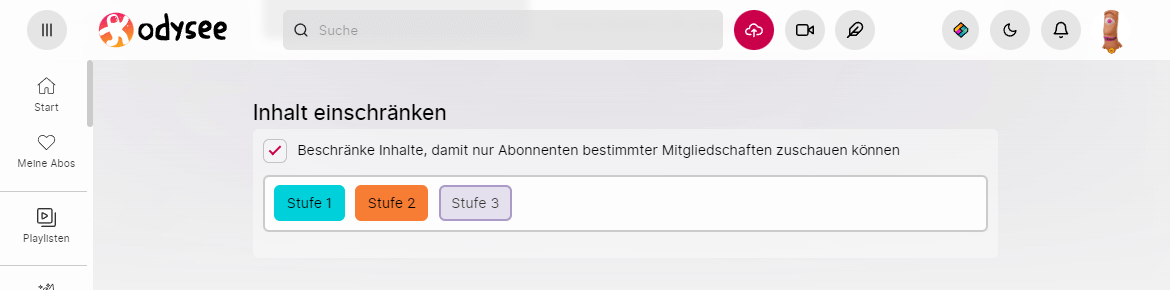 odysee
Suche
Start
Meine Abos
Playlisten
Inhalt einschränken
Beschränke Inhalte, damit nur Abonnenten bestimmter Mitgliedschaften zuschauen können
Stufe 1 Stufe 2 Stufe 3